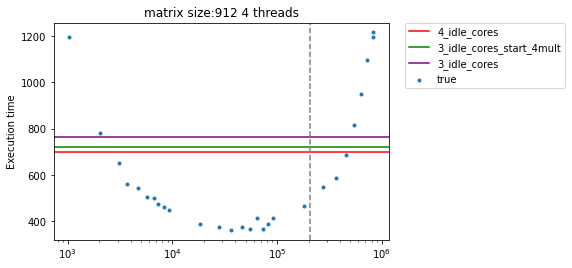 matrix size:912 4 threads
Execution time
1200
1000
800
600
400
10^3
10^4
10^5
10^6
4_idle_cores
3_idle_cores_start_4mult
3_idle_cores
true